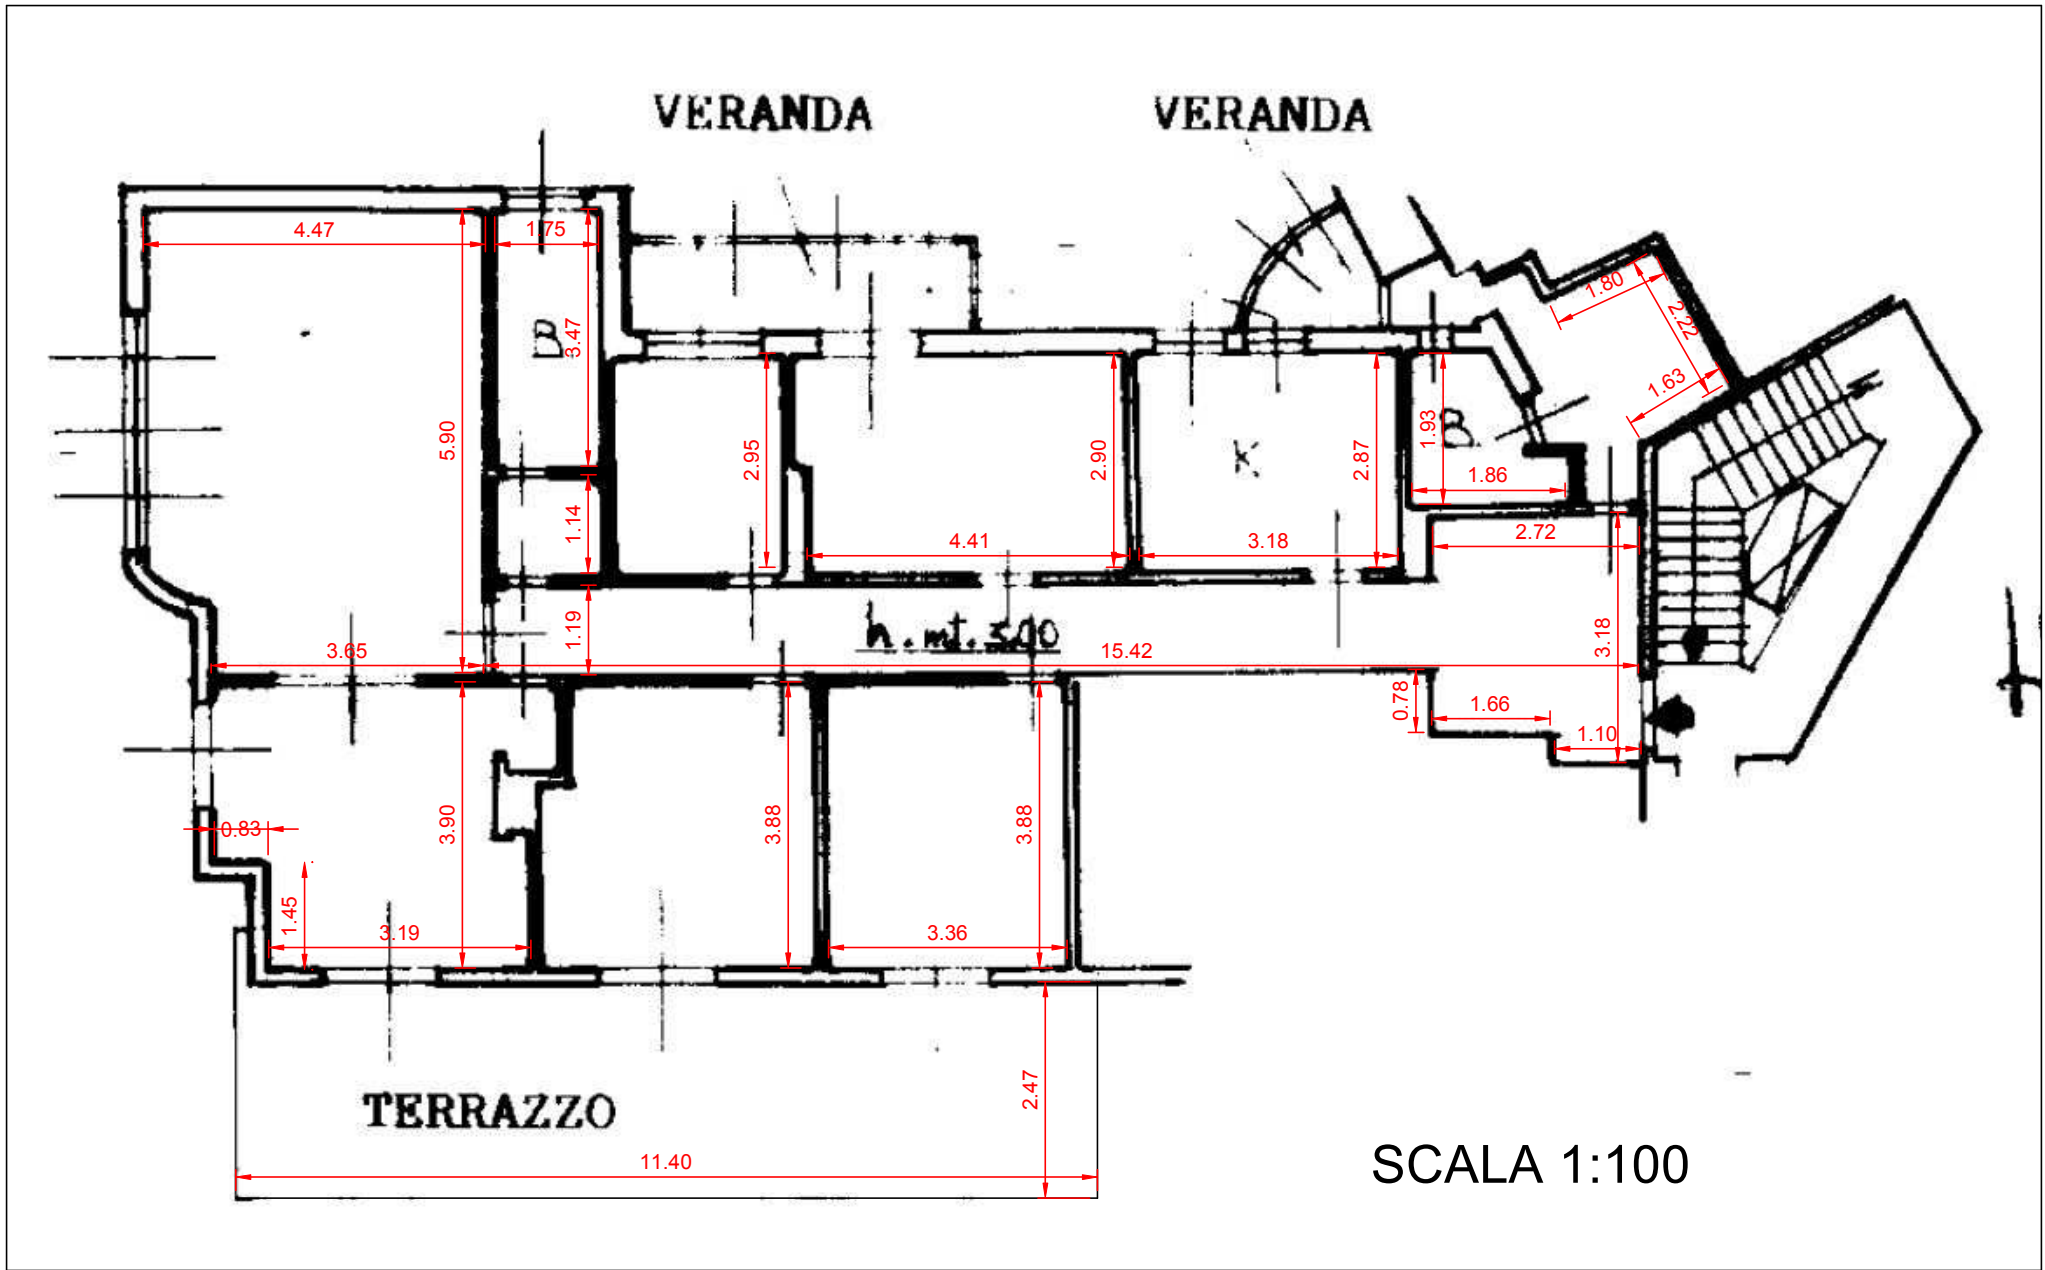 VERANDA VERANDA
1.80
4.47 1.75
2.22
B 3.47
1.63
5.90 2.95 2.90 K 2.87 1.93 B
1.86
1.14 4.41 3.18 2.72
1.19 h. mt. 3.00 3.18
3.65 15.42
0.78 1.66
1.10
0.83 3.90 3.88 3.88
1.45 3.19 3.36
2.47
TERRAZZO
11.40 SCALA 1:100